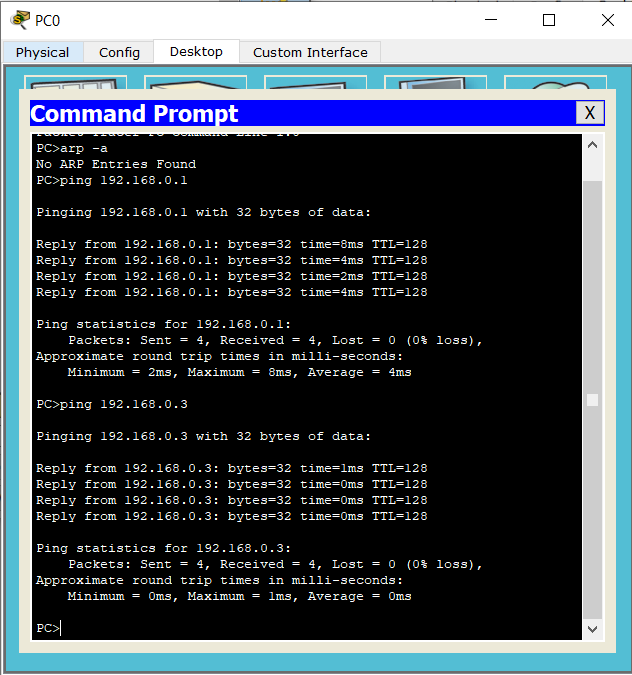 PC0
Physical Config Desktop Custom Interface
Command Prompt X
Packet Tracer PC Command Line 1.0
PC>arp -a
No ARP Entries Found
PC>ping 192.168.0.1
Pinging 192.168.0.1 with 32 bytes of data:
Reply from 192.168.0.1: bytes=32 time=8ms TTL=128
Reply from 192.168.0.1: bytes=32 time=4ms TTL=128
Reply from 192.168.0.1: bytes=32 time=2ms TTL=128
Reply from 192.168.0.1: bytes=32 time=4ms TTL=128
Ping statistics for 192.168.0.1:
Packets: Sent = 4, Received = 4, Lost = 0 (0% loss),
Approximate round trip times in milli-seconds:
Minimum = 2ms, Maximum = 8ms, Average = 4ms
PC>ping 192.168.0.3
Pinging 192.168.0.3 with 32 bytes of data:
Reply from 192.168.0.3: bytes=32 time=1ms TTL=128
Reply from 192.168.0.3: bytes=32 time=0ms TTL=128
Reply from 192.168.0.3: bytes=32 time=0ms TTL=128
Reply from 192.168.0.3: bytes=32 time=0ms TTL=128
Ping statistics for 192.168.0.3:
Packets: Sent = 4, Received = 4, Lost = 0 (0% loss),
Approximate round trip times in milli-seconds:
Minimum = 0ms, Maximum = 1ms, Average = 0ms
PC>